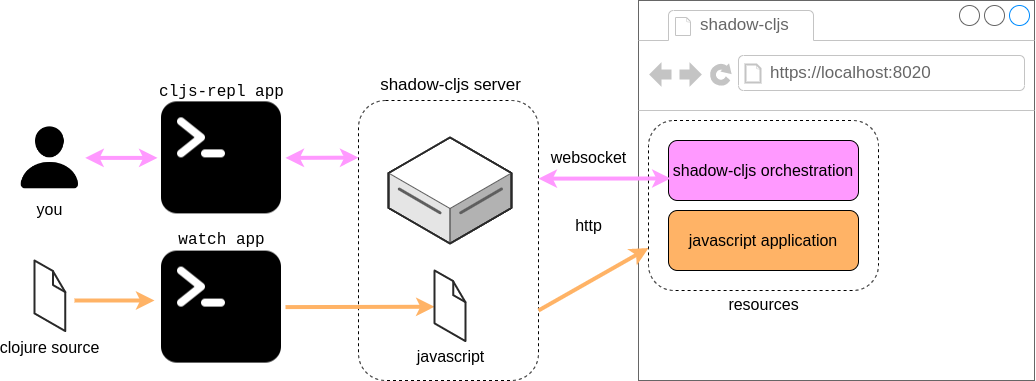 shadow-cljs
https://localhost:8020
cljs-repl app
shadow-cljs server
you
websocket
shadow-cljs orchestration
http
javascript application
resources
watch app
clojure source
javascript